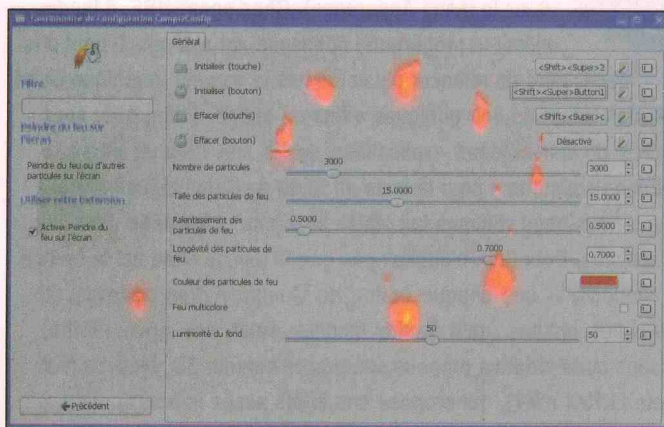 Gestionnaire de configuration CompizConfig
Général
Filtre
Peindre du feu sur l'écran
Peindre du feu ou d'autres particules sur l'écran
Utiliser cette extension
Activer Peindre du feu sur l'écran
Précédent
Initialiser (touche)
<Shift><Super>2
Initialiser (bouton)
<Shift><Super>Button1
Effacer (touche)
<Shift><Super>c
Effacer (bouton)
Désactivé
Nombre de particules
3000
3000
Taille des particules de feu
15.0000
15.0000
Ralentissement des particules de feu
0.5000
0.5000
Longévité des particules de feu
0.7000
0.7000
Couleur des particules de feu
Feu multicolore
Luminosité du fond
50
50